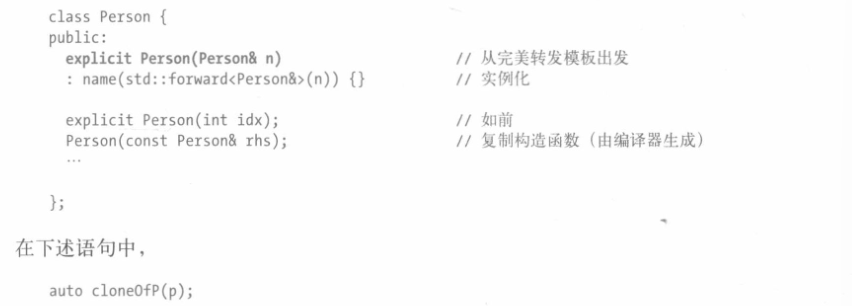 class Person {
public:
  explicit Person(Person& n)                // 从完美转发模板出发
  : name(std::forward<Person&>(n)) {}       // 实例化

  explicit Person(int idx);                 // 如前
  Person(const Person& rhs);                // 复制构造函数（由编译器生成）
  …

};
在下述语句中，
auto cloneOfP(p);